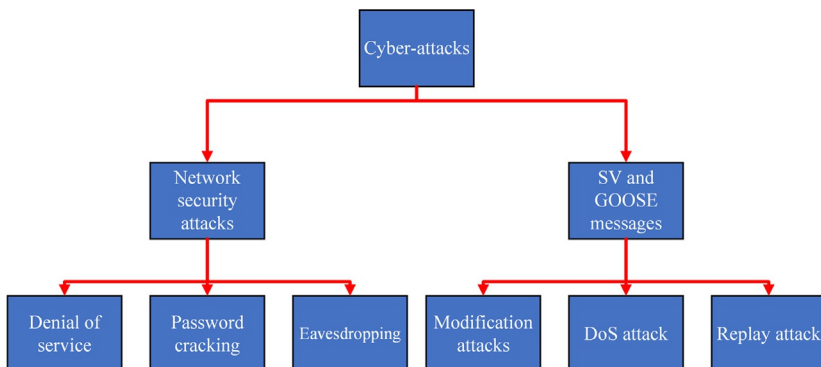 Cyber-attacks
Network
security
attacks
SV and
GOOSE
messages
Denial of
service
Password
cracking
Eavesdropping
Modification
attacks
DoS attack
Replay attack